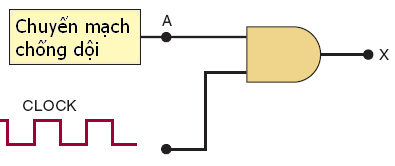 Chuyển mạch
chống dội
A
X
CLOCK